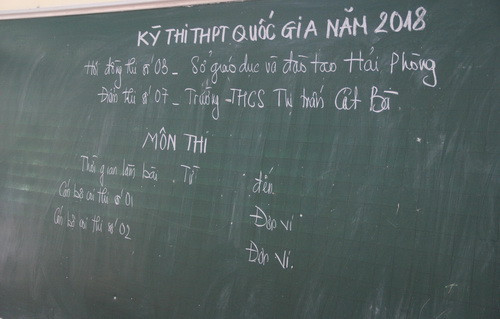 KỲ THI THPT QUỐC GIA NĂM 2018
Hội đồng thi số 03 - Sở giáo dục và đào tạo Hải Phòng
Điểm thi số 07 - Trường THCS Thị trấn Cát Bà
MÔN THI
Thời gian làm bài: Từ đến
Cán bộ coi thi số 01 Đơn vị
Cán bộ coi thi số 02 Đơn vị.